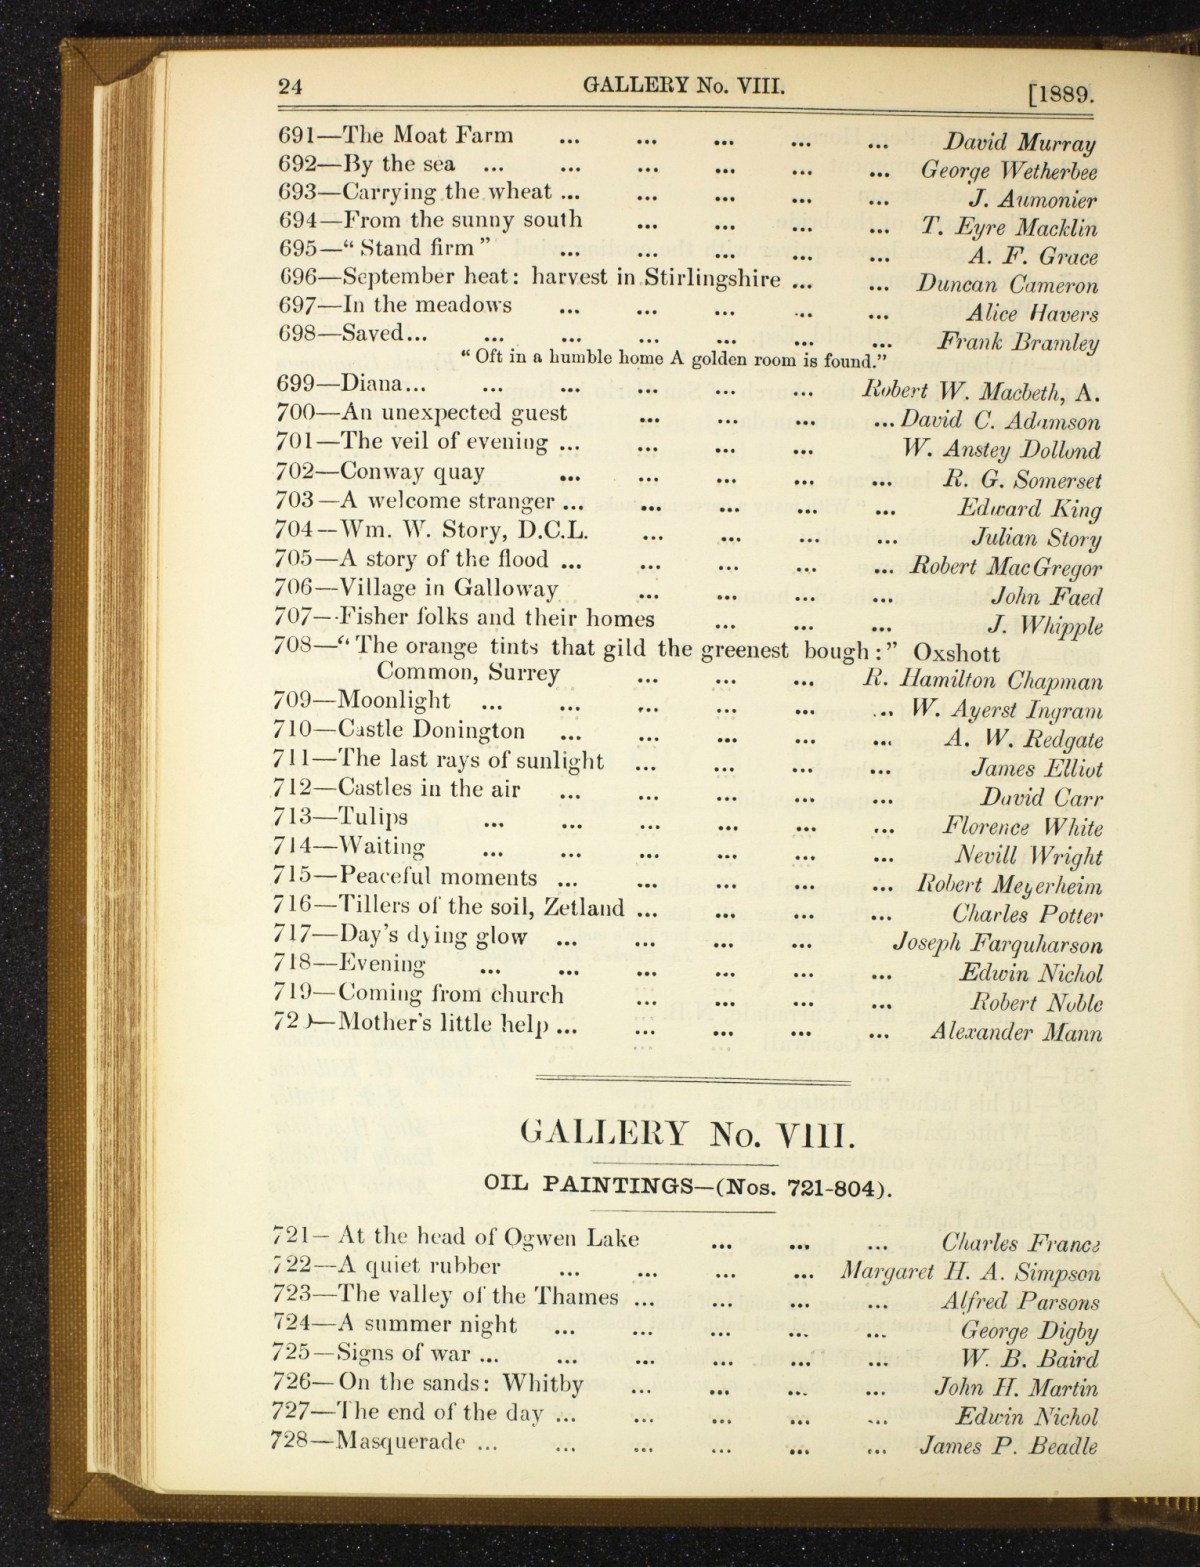 24 GALLERY No. VIII. [1889.
691—The Moat Farm ... ... ... ... ... David Murray
692—By the sea ... ... ... ... ... ... George Wetherbee
693—Carrying the wheat ... ... ... ... ... J. Aumonier
694—From the sunny south ... ... ... ... T. Eyre Macklin
695—“Stand firm” ... ... ... ... ... A. F. Grace
696—September heat: harvest in Stirlingshire ... ... Duncan Cameron
697—In the meadows ... ... ... ... ... Alice Havers
698—Saved... ... ... ... ... ... ... Frank Bramley
“Oft in a humble home A golden room is found.”
699—Diana... ... ... ... ... ... Robert W. Macbeth, A.
700—An unexpected guest ... ... ... ... David C. Adamson
701—The veil of evening ... ... ... ... W. Anstey Dollond
702—Conway quay ... ... ... ... ... R. G. Somerset
703—A welcome stranger ... ... ... ... ... Edward King
704—Wm. W. Story, D.C.L. ... ... ... ... Julian Story
705—A story of the flood ... ... ... ... ... Robert MacGregor
706—Village in Galloway ... ... ... ... John Faed
707—Fisher folks and their homes ... ... ... J. Whipple
708—“The orange tints that gild the greenest bough:” Oxshott
Common, Surrey ... ... ... R. Hamilton Chapman
709—Moonlight ... ... ... ... ... ... W. Ayerst Ingram
710—Castle Donington ... ... ... ... ... A. W. Redgate
711—The last rays of sunlight ... ... ... ... James Elliot
712—Castles in the air ... ... ... ... ... David Carr
713—Tulips ... ... ... ... ... ... Florence White
714—Waiting ... ... ... ... ... ... Nevill Wright
715—Peaceful moments ... ... ... ... ... Robert Meyerheim
716—Tillers of the soil, Zetland ... ... ... ... Charles Potter
717—Day’s dying glow ... ... ... ... Joseph Farquharson
718—Evening ... ... ... ... ... ... Edwin Nichol
719—Coming from church ... ... ... ... Robert Noble
720—Mother’s little help ... ... ... ... ... Alexander Mann
GALLERY No. VIII.
OIL PAINTINGS—(Nos. 721-804).
721—At the head of Ogwen Lake ... ... ... Charles France
722—A quiet rubber ... ... ... ... Margaret H. A. Simpson
723—The valley of the Thames ... ... ... ... Alfred Parsons
724—A summer night ... ... ... ... ... George Digby
725—Signs of war ... ... ... ... ... ... W. B. Baird
726—On the sands: Whitby ... ... ... ... John H. Martin
727—The end of the day ... ... ... ... ... Edwin Nichol
728—Masquerade ... ... ... ... ... ... James P. Beadle